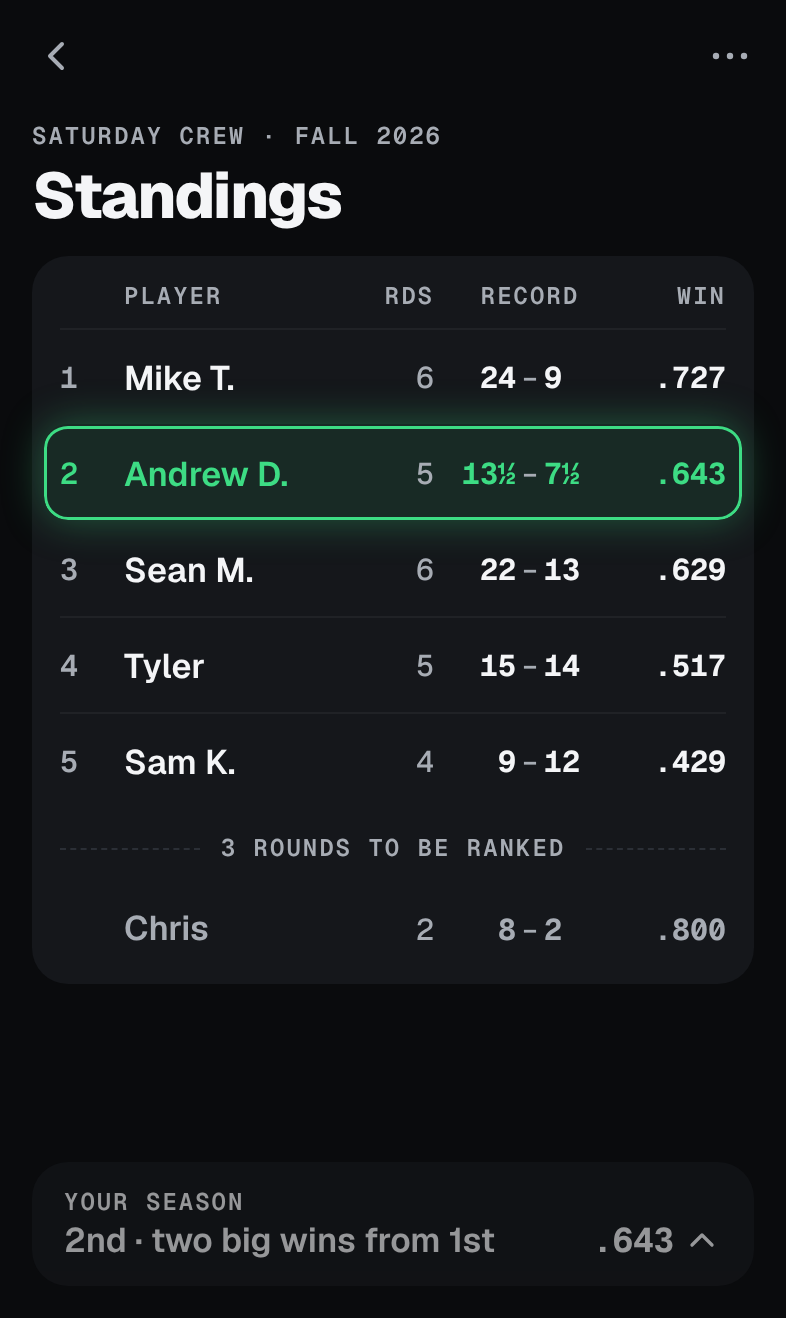 SATURDAY CREW · FALL 2026
Standings
PLAYER RDS RECORD WIN
1 Mike T. 6 24 – 9 .727
2 Andrew D. 5 13½ – 7½ .643
3 Sean M. 6 22 – 13 .629
4 Tyler 5 15 – 14 .517
5 Sam K. 4 9 – 12 .429
3 ROUNDS TO BE RANKED
Chris 2 8 – 2 .800
YOUR SEASON
2nd · two big wins from 1st .643